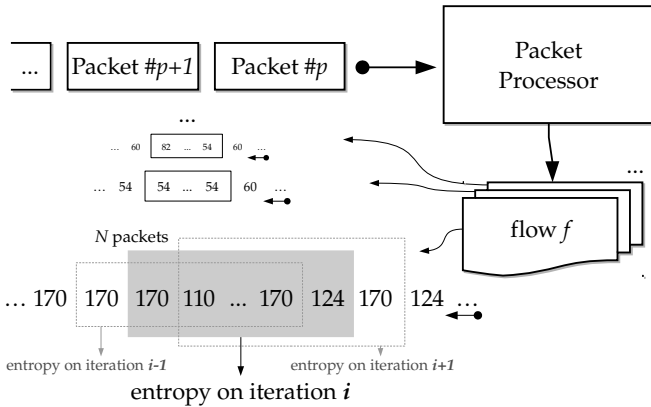 ... Packet #p+1 Packet #p
Packet
Processor
...
... 60 82 ... 54 60 ...
... 54 54 ... 54 60 ...
...
flow f
N packets
... 170 170 170 110 ... 170 124 170 124 ...
entropy on iteration i-1 entropy on iteration i+1
entropy on iteration i